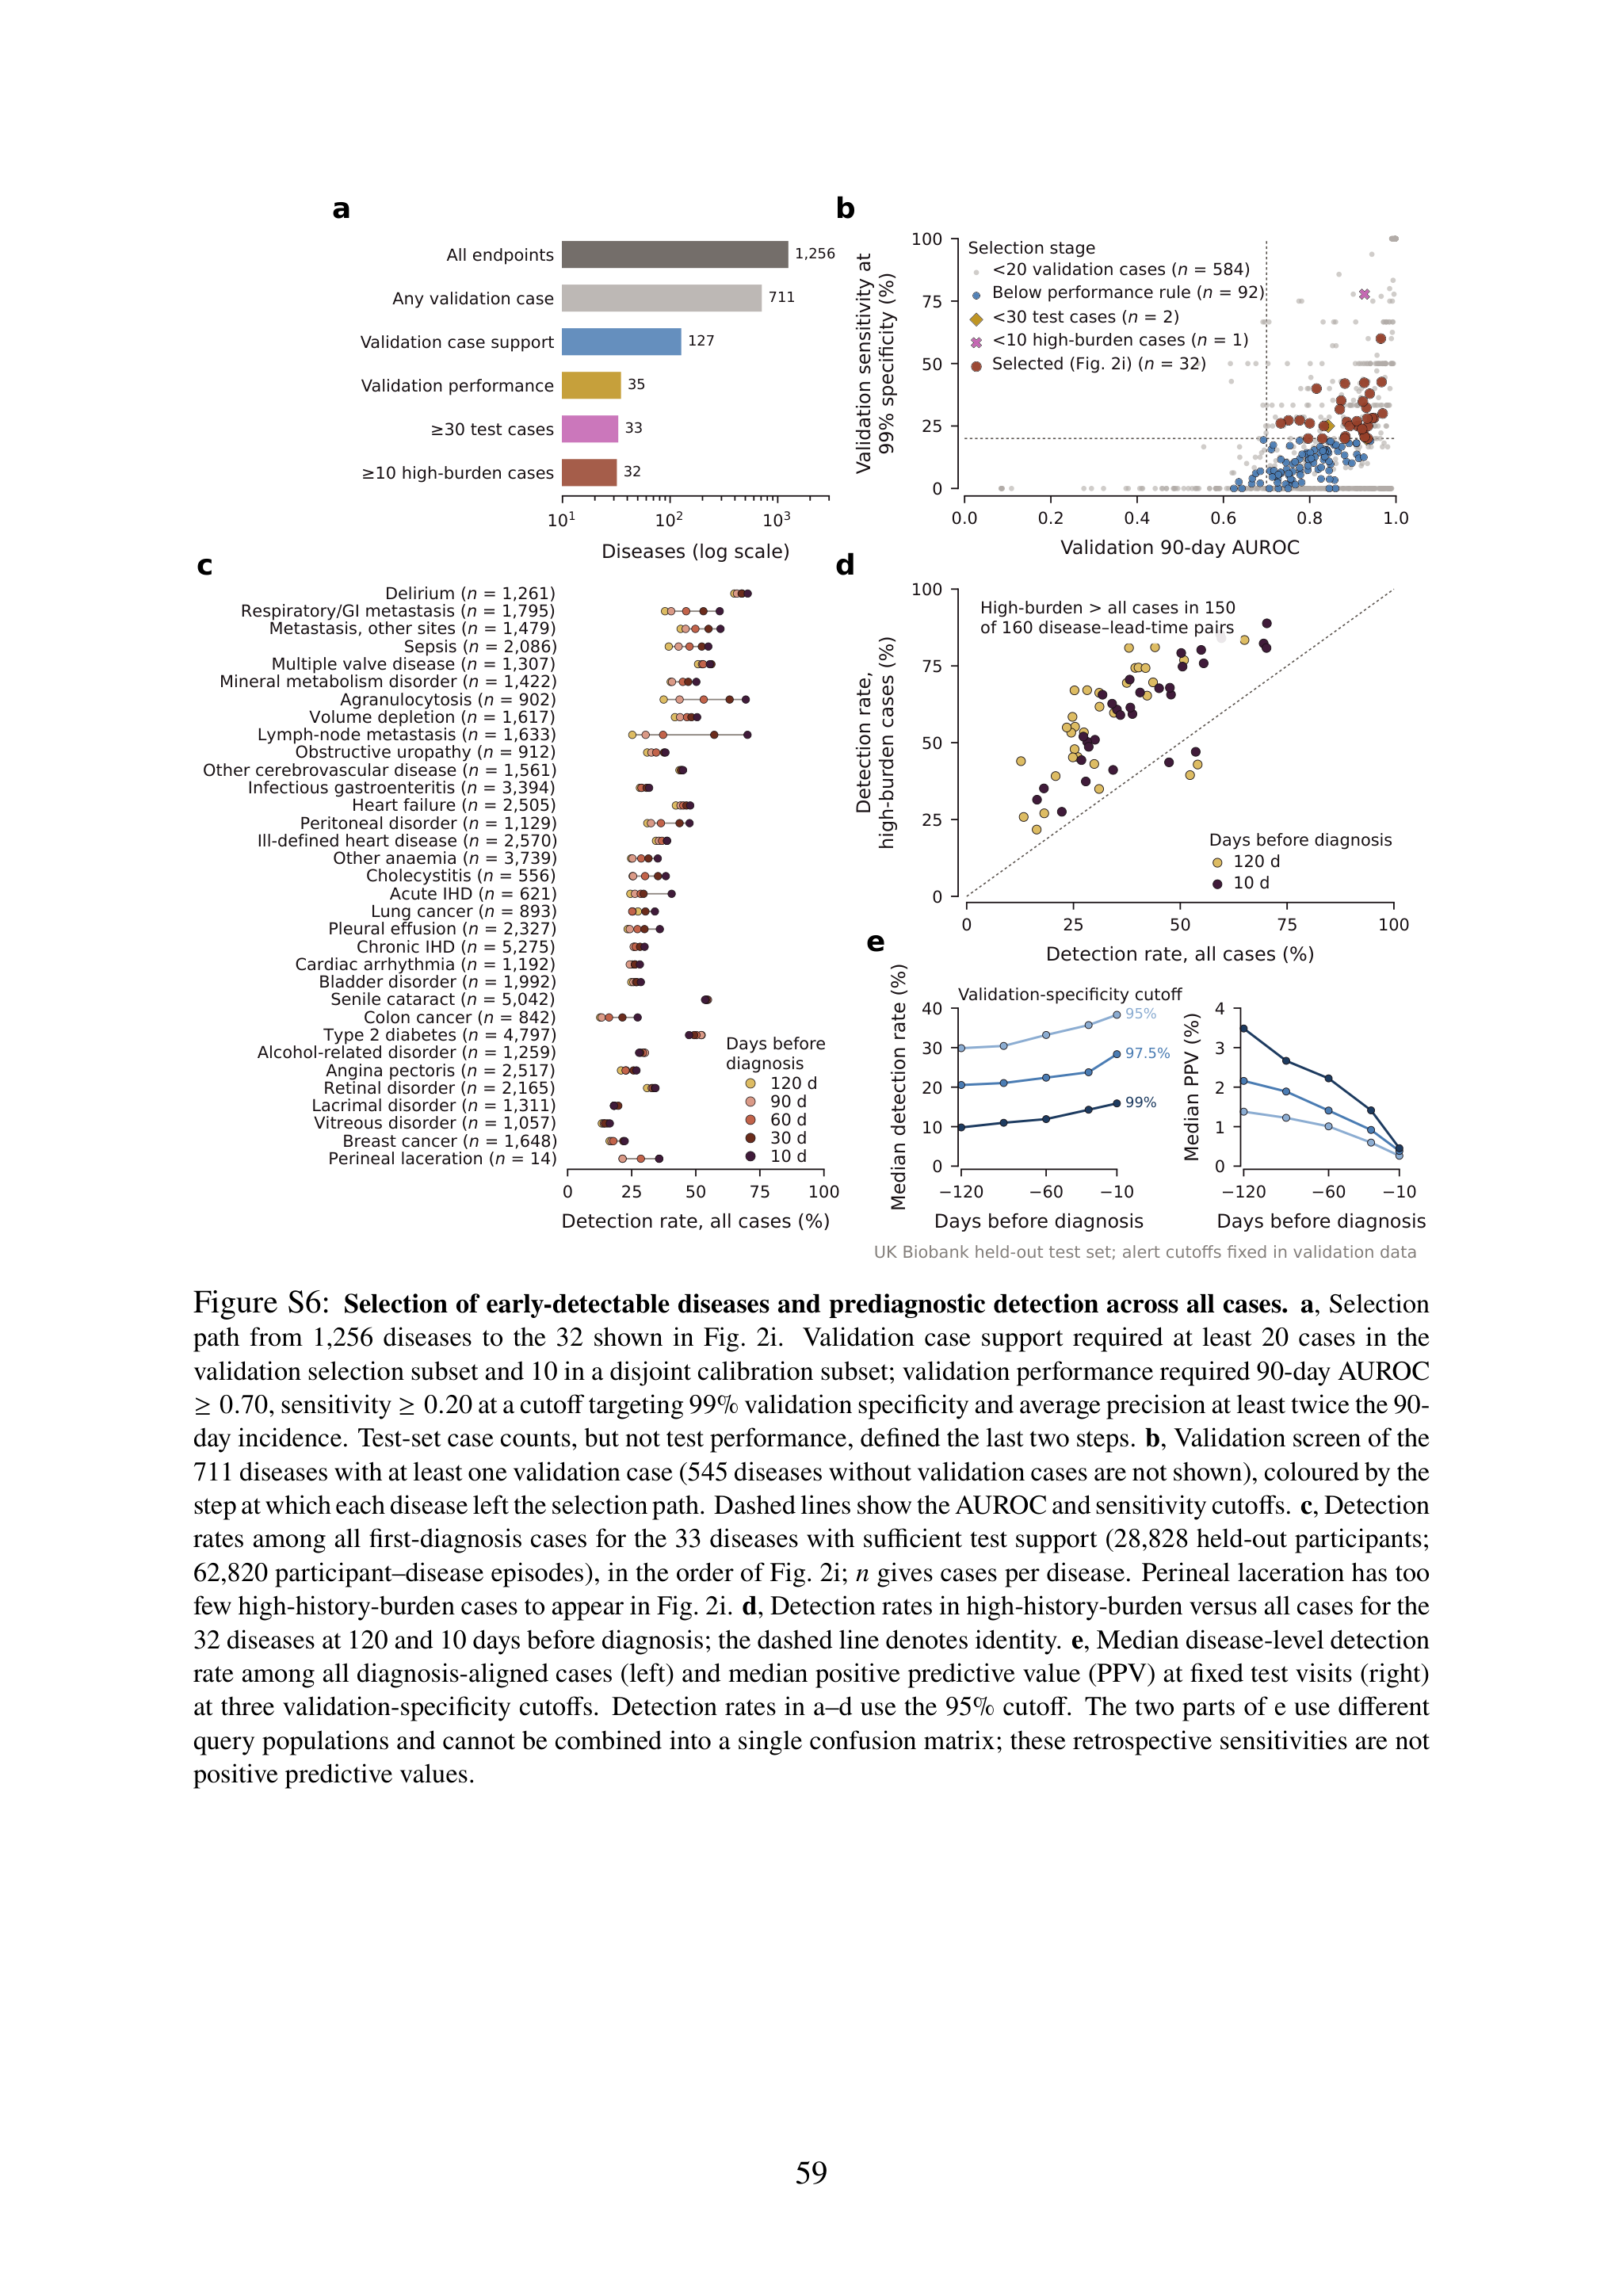 a
All endpoints
1,256
Any validation case
711
Validation case support
127
Validation performance
35
≥30 test cases
33
≥10 high-burden cases
32
10¹ 10² 10³
Diseases (log scale)
b
Validation sensitivity at
99% specificity (%)
100
75
50
25
0
Selection stage
<20 validation cases (n = 584)
Below performance rule (n = 92)
<30 test cases (n = 2)
<10 high-burden cases (n = 1)
Selected (Fig. 2i) (n = 32)
0.0 0.2 0.4 0.6 0.8 1.0
Validation 90-day AUROC
c
Delirium (n = 1,261)
Respiratory/GI metastasis (n = 1,795)
Metastasis, other sites (n = 1,479)
Sepsis (n = 2,086)
Multiple valve disease (n = 1,307)
Mineral metabolism disorder (n = 1,422)
Agranulocytosis (n = 902)
Volume depletion (n = 1,617)
Lymph-node metastasis (n = 1,633)
Obstructive uropathy (n = 912)
Other cerebrovascular disease (n = 1,561)
Infectious gastroenteritis (n = 3,394)
Heart failure (n = 2,505)
Peritoneal disorder (n = 1,129)
Ill-defined heart disease (n = 2,570)
Other anaemia (n = 3,739)
Cholecystitis (n = 556)
Acute IHD (n = 621)
Lung cancer (n = 893)
Pleural effusion (n = 2,327)
Chronic IHD (n = 5,275)
Cardiac arrhythmia (n = 1,192)
Bladder disorder (n = 1,992)
Senile cataract (n = 5,042)
Colon cancer (n = 842)
Type 2 diabetes (n = 4,797)
Alcohol-related disorder (n = 1,259)
Angina pectoris (n = 2,517)
Retinal disorder (n = 2,165)
Lacrimal disorder (n = 1,311)
Vitreous disorder (n = 1,057)
Breast cancer (n = 1,648)
Perineal laceration (n = 14)
Days before
diagnosis
120 d
90 d
60 d
30 d
10 d
0 25 50 75 100
Detection rate, all cases (%)
d
Detection rate,
high-burden cases (%)
100
75
50
25
0
High-burden > all cases in 150
of 160 disease–lead-time pairs
Days before diagnosis
120 d
10 d
0 25 50 75 100
Detection rate, all cases (%)
e
Median detection rate (%)
Validation-specificity cutoff
40
30
20
10
0
95%
97.5%
99%
−120 −60 −10
Days before diagnosis
Median PPV (%)
4
3
2
1
0
−120 −60 −10
Days before diagnosis
UK Biobank held-out test set; alert cutoffs fixed in validation data
Figure S6: Selection of early-detectable diseases and prediagnostic detection across all cases. a, Selection
path from 1,256 diseases to the 32 shown in Fig. 2i. Validation case support required at least 20 cases in the
validation selection subset and 10 in a disjoint calibration subset; validation performance required 90-day AUROC
≥ 0.70, sensitivity ≥ 0.20 at a cutoff targeting 99% validation specificity and average precision at least twice the 90-
day incidence. Test-set case counts, but not test performance, defined the last two steps. b, Validation screen of the
711 diseases with at least one validation case (545 diseases without validation cases are not shown), coloured by the
step at which each disease left the selection path. Dashed lines show the AUROC and sensitivity cutoffs. c, Detection
rates among all first-diagnosis cases for the 33 diseases with sufficient test support (28,828 held-out participants;
62,820 participant–disease episodes), in the order of Fig. 2i; n gives cases per disease. Perineal laceration has too
few high-history-burden cases to appear in Fig. 2i. d, Detection rates in high-history-burden versus all cases for the
32 diseases at 120 and 10 days before diagnosis; the dashed line denotes identity. e, Median disease-level detection
rate among all diagnosis-aligned cases (left) and median positive predictive value (PPV) at fixed test visits (right)
at three validation-specificity cutoffs. Detection rates in a–d use the 95% cutoff. The two parts of e use different
query populations and cannot be combined into a single confusion matrix; these retrospective sensitivities are not
positive predictive values.
59